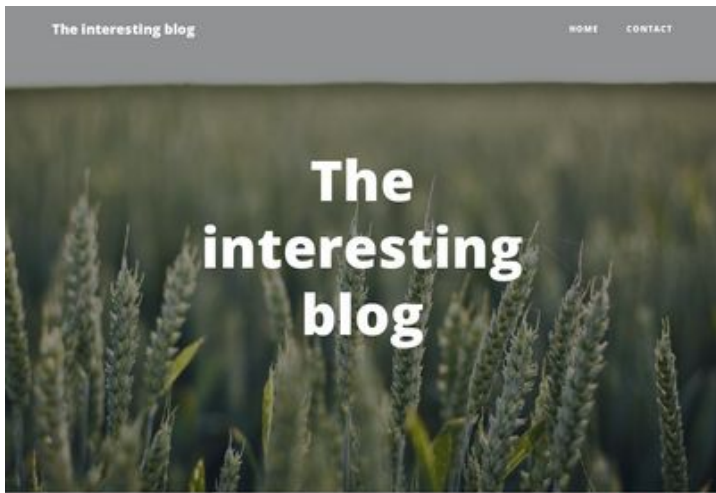 The interesting blog
HOME CONTACT
The
interesting
blog